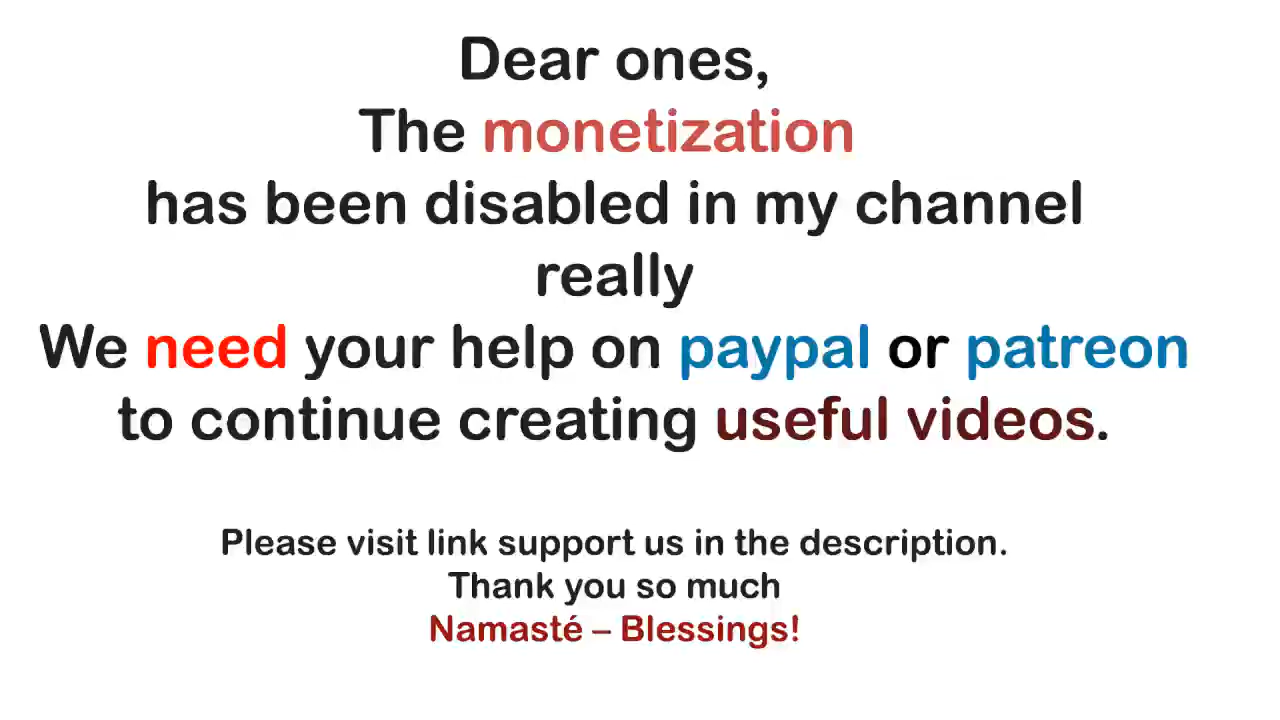 Dear ones,
The monetization
has been disabled in my channel
really
We need your help on paypal or patreon
to continue creating useful videos.
Please visit link support us in the description.
Thank you so much
Namasté – Blessings!